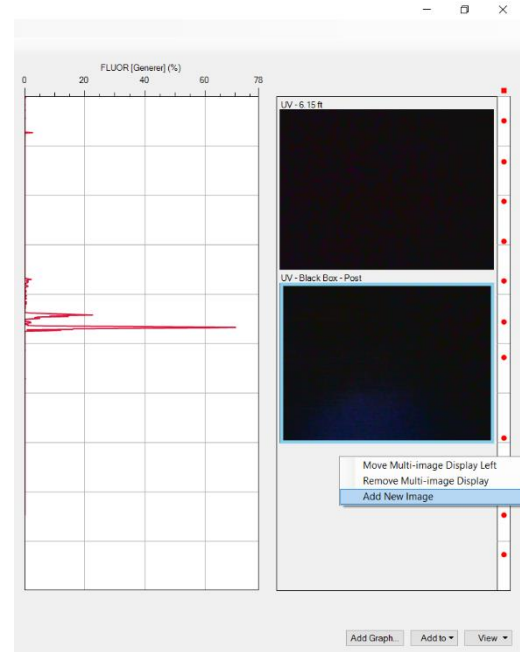 FLUOR [Generer] (%)
0 20 40 60 78
UV - 6.15 ft
UV - Black Box - Post
Move Multi-image Display Left
Remove Multi-image Display
Add New Image
Add Graph... Add to View